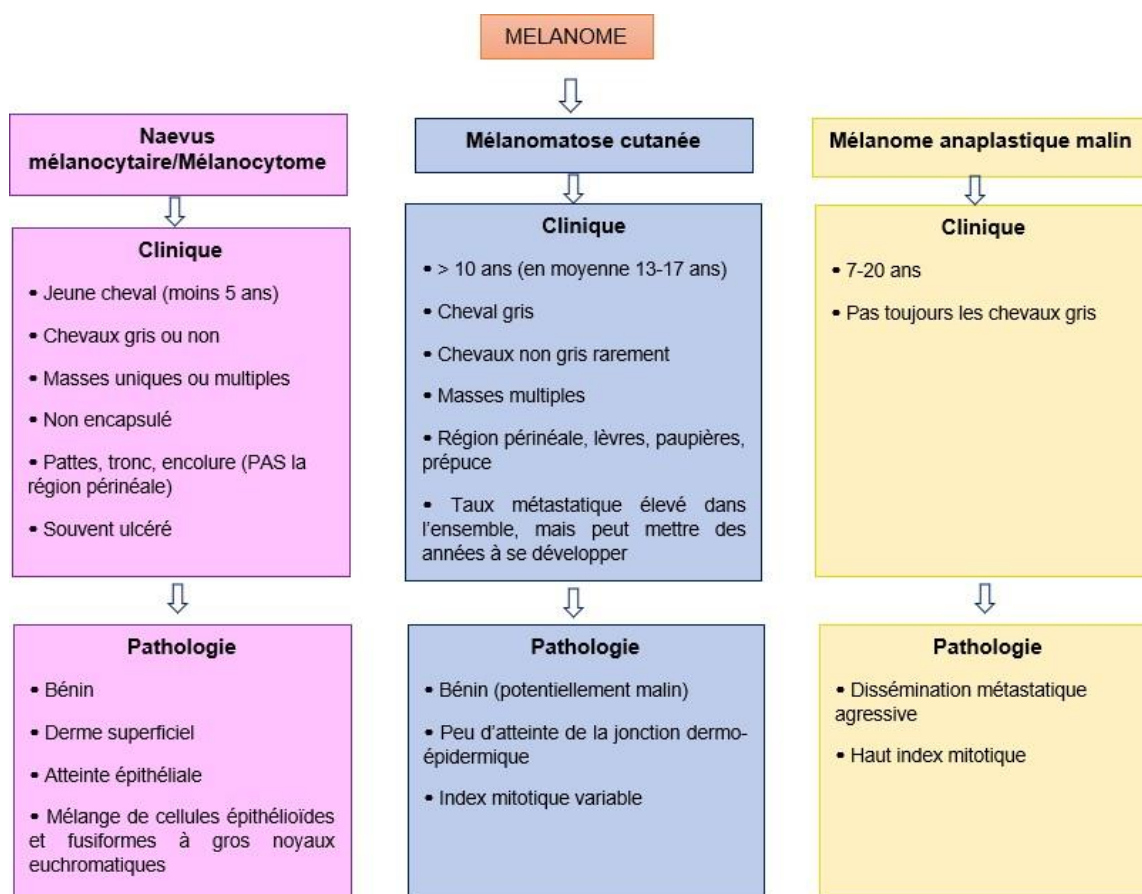 MELANOME
Naevus
mélanocytaire/Mélanocytome
Clinique
• Jeune cheval (moins 5 ans)
• Chevaux gris ou non
• Masses uniques ou multiples
• Non encapsulé
• Pattes, tronc, encolure (PAS la
région périnéale)
• Souvent ulcéré
Pathologie
• Bénin
• Derme superficiel
• Atteinte épithéliale
• Mélange de cellules épithélioïdes
et fusiformes à gros noyaux
euchromatiques
Mélanomatose cutanée
Clinique
• > 10 ans (en moyenne 13-17 ans)
• Cheval gris
• Chevaux non gris rarement
• Masses multiples
• Région périnéale, lèvres, paupières,
prépuce
• Taux métastatique élevé dans
l'ensemble, mais peut mettre des
années à se développer
Pathologie
• Bénin (potentiellement malin)
• Peu d'atteinte de la jonction dermo-
épidermique
• Index mitotique variable
Mélanome anaplastique malin
Clinique
• 7-20 ans
• Pas toujours les chevaux gris
Pathologie
• Dissémination métastatique
agressive
• Haut index mitotique